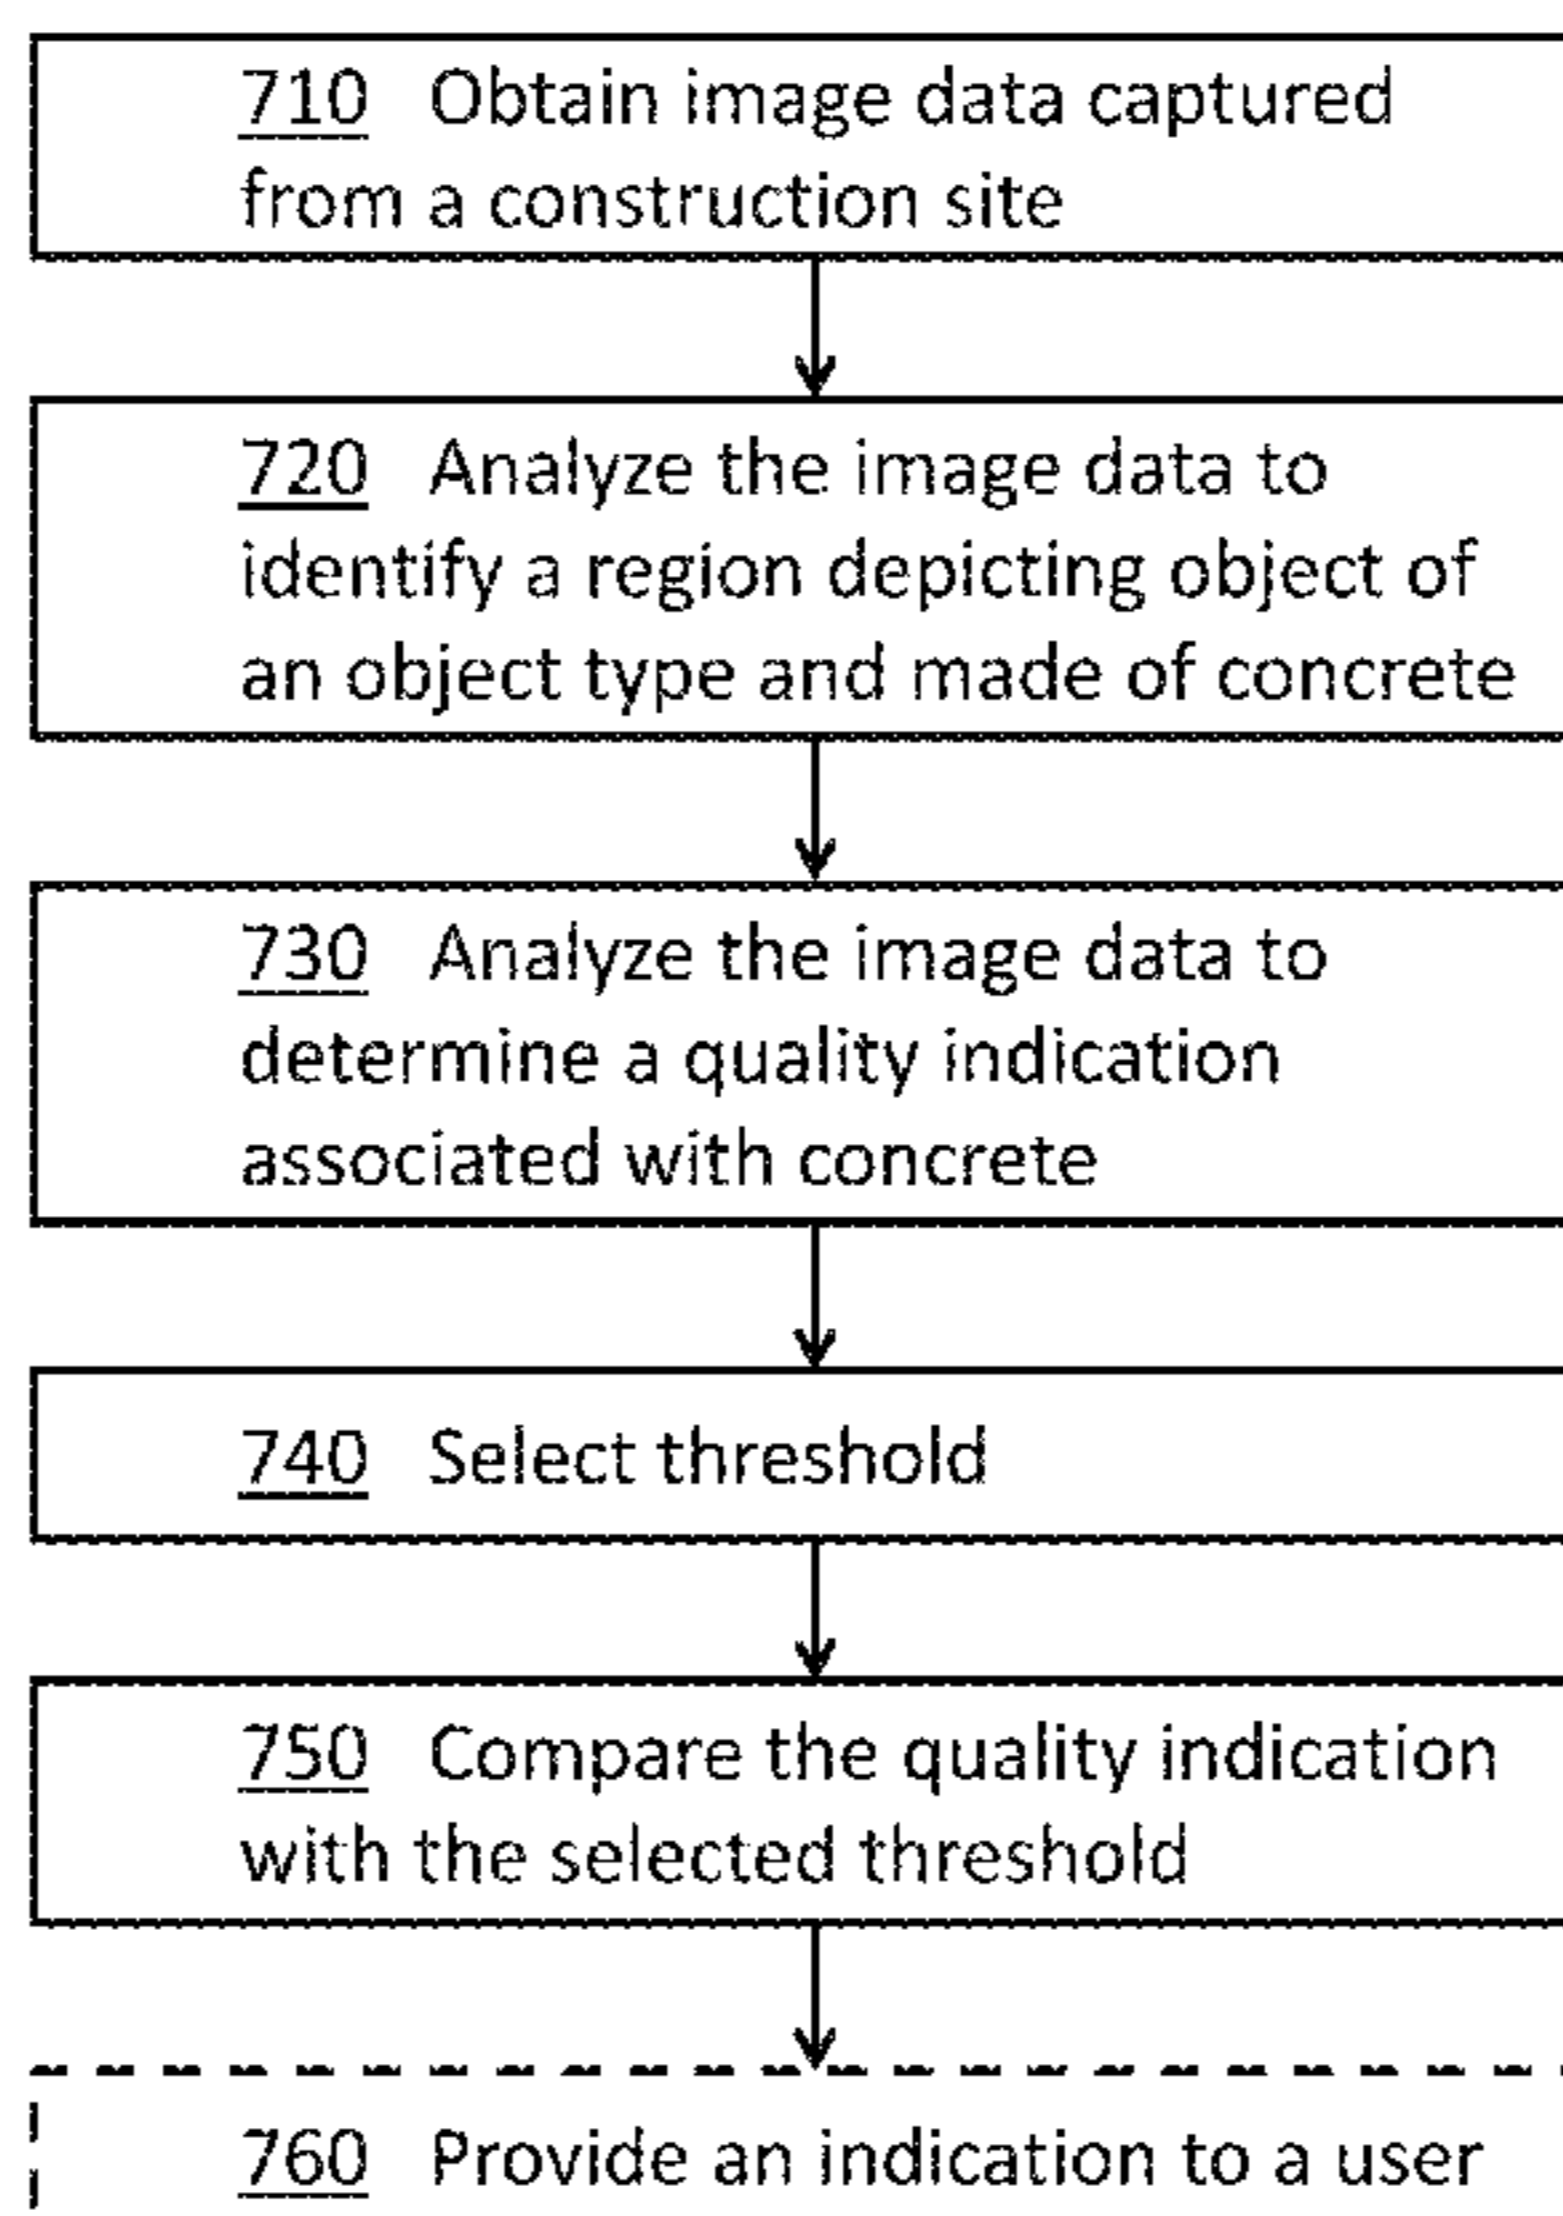 710 Obtain image data captured
from a construction site
720 Analyze the image data to
identify a region depicting object of
an object type and made of concrete
730 Analyze the image data to
determine a quality indication
associated with concrete
740 Select threshold
750 Compare the quality indication
with the selected threshold
760 Provide an indication to a user